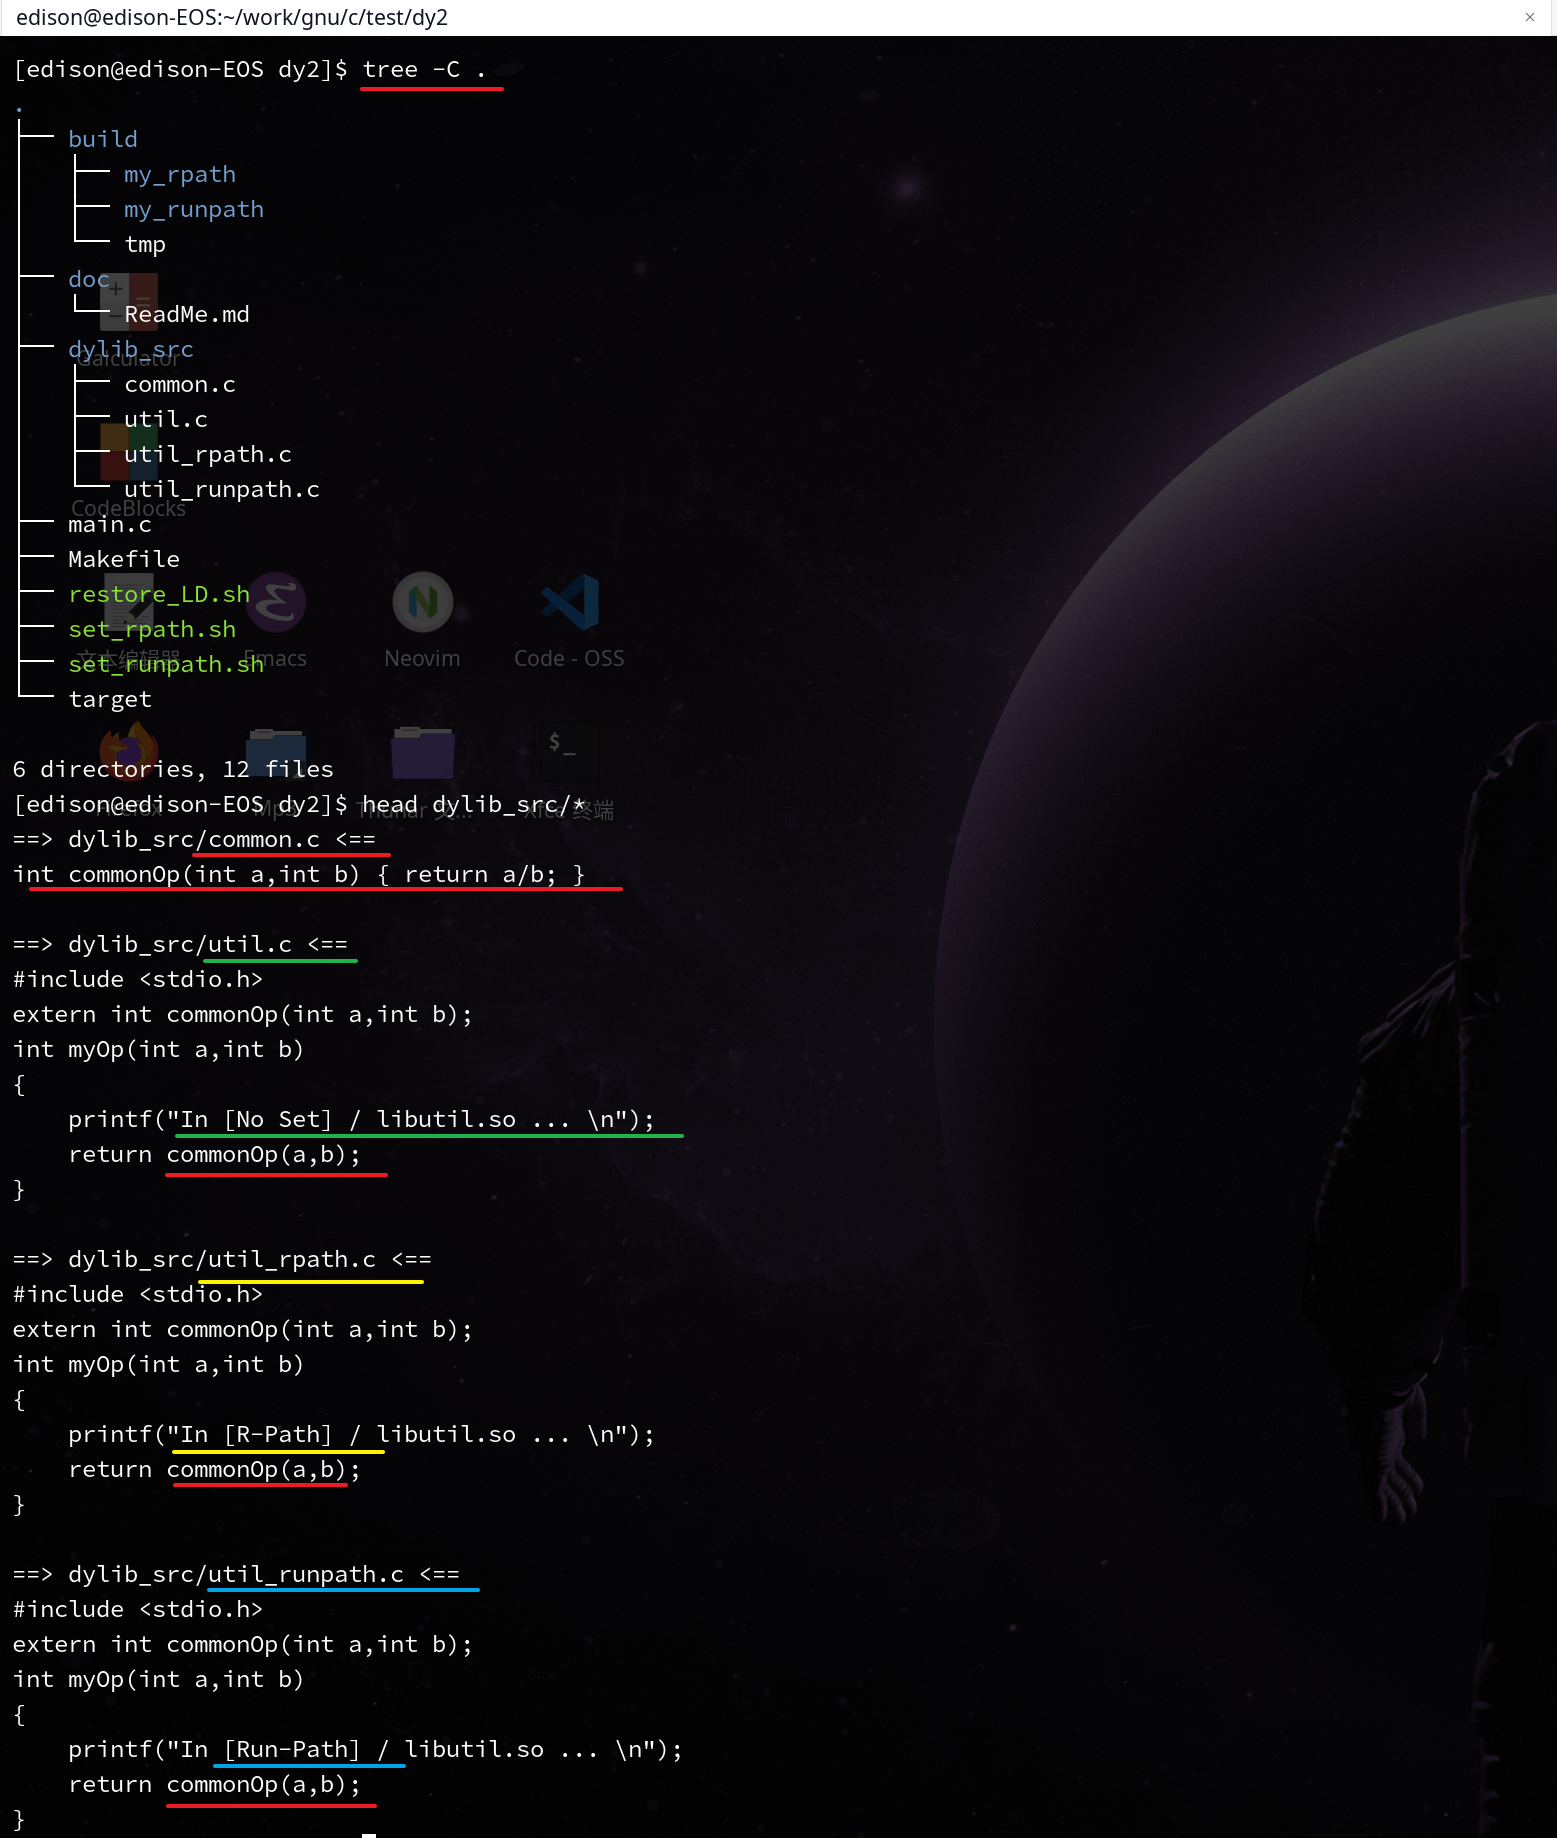 edison@edison-EOS:~/work/gnu/c/test/dy2 ×
[edison@edison-EOS dy2]$ tree -C .
.
├── build
│   ├── my_rpath
│   ├── my_runpath
│   └── tmp
├── doc
│   └── ReadMe.md
├── dylib_src
│   ├── common.c
│   ├── util.c
│   ├── util_rpath.c
│   └── util_runpath.c
├── main.c
├── Makefile
├── restore_LD.sh
├── set_rpath.sh
├── set_runpath.sh
└── target
Galculator
CodeBlocks
文本编辑器 Emacs Neovim Code - OSS
6 directories, 12 files
[edison@edison-EOS dy2]$ head dylib_src/*
Firefox Mp3 Thunar 文... Xfce 终端
==> dylib_src/common.c <==
int commonOp(int a,int b) { return a/b; }
==> dylib_src/util.c <==
#include <stdio.h>
extern int commonOp(int a,int b);
int myOp(int a,int b)
{
    printf("In [No Set] / libutil.so ... \n");
    return commonOp(a,b);
}
==> dylib_src/util_rpath.c <==
#include <stdio.h>
extern int commonOp(int a,int b);
int myOp(int a,int b)
{
    printf("In [R-Path] / libutil.so ... \n");
    return commonOp(a,b);
}
==> dylib_src/util_runpath.c <==
#include <stdio.h>
extern int commonOp(int a,int b);
int myOp(int a,int b)
{
    printf("In [Run-Path] / libutil.so ... \n");
    return commonOp(a,b);
}